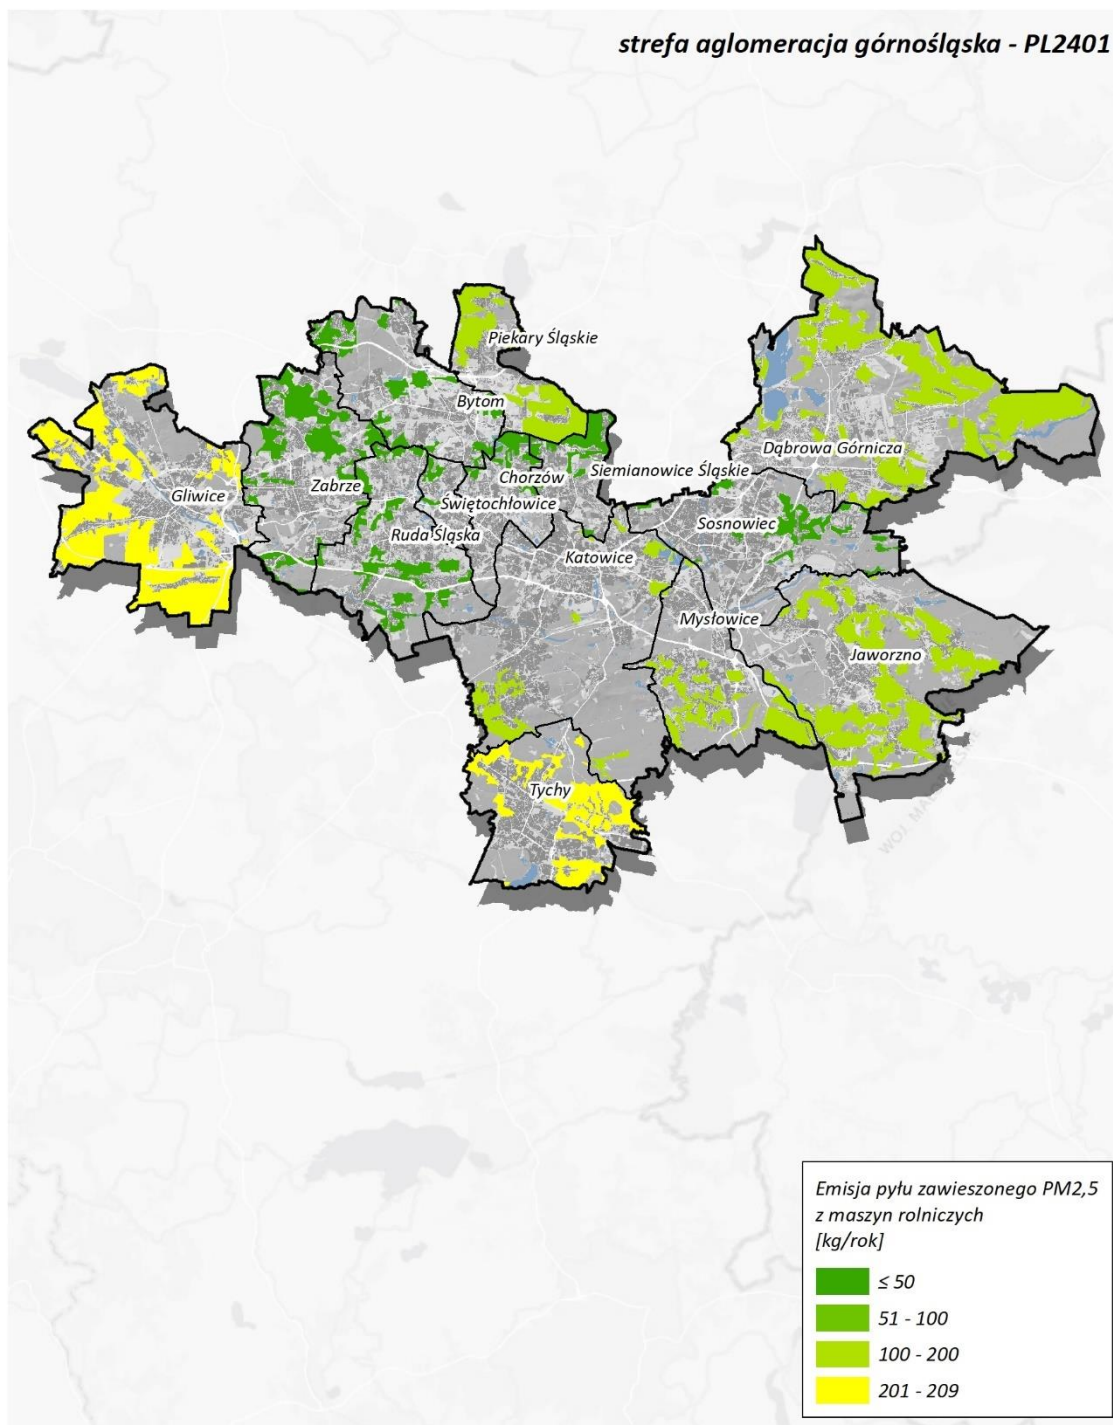 strefa aglomeracja górnośląska - PL2401
Piekary Śląskie
Bytom
Dąbrowa Górnicza
Siemianowice Śląskie
Chorzów
Zabrze
Gliwice
Świętochłowice
Sosnowiec
Ruda Śląska
Katowice
Mysłowice
Jaworzno
Tychy
Emisja pyłu zawieszonego PM2,5
z maszyn rolniczych
[kg/rok]
≤ 50
51 - 100
100 - 200
201 - 209